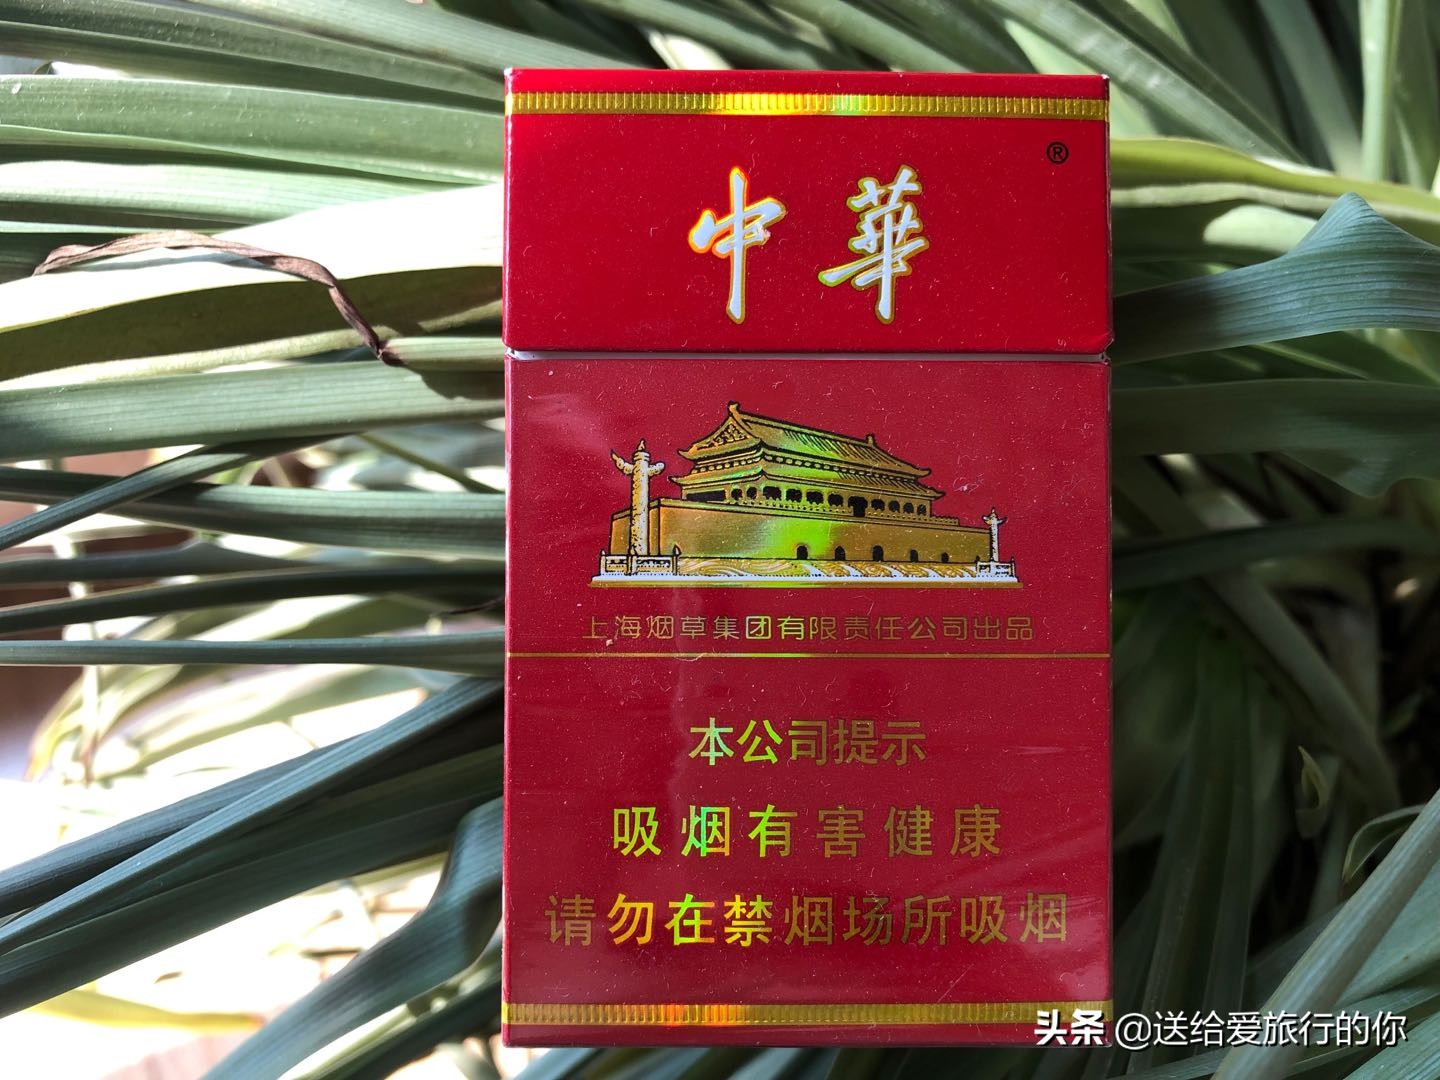 中華
®
上海烟草集团有限责任公司出品
本公司提示
吸烟有害健康
请勿在禁烟场所吸烟
头条 @送给爱旅行的你